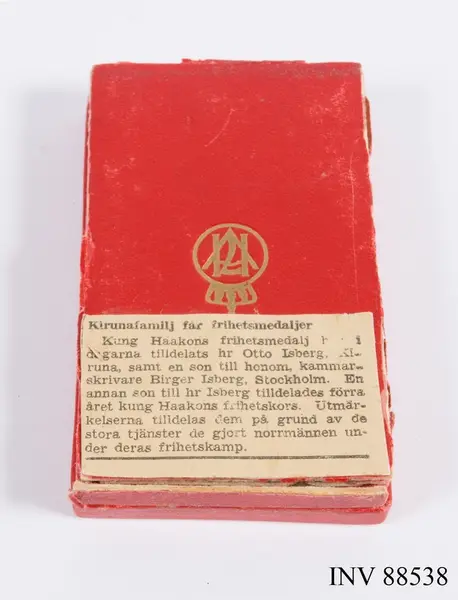 Kirunafamilj får frihetsmedaljer
Kung Haakons frihetsmedalj i
dagarna tilldelats hr Otto Isberg, Ki-
runa, samt en son till honom, kammar-
skrivare Birger Isberg, Stockholm. En
annan son till hr Isberg tilldelades förra
året kung Haakons frihetskors. Utmär-
kelserna tilldelas dem på grund av de
stora tjänster de gjort norrmännen un-
der deras frihetskamp.
INV 88538